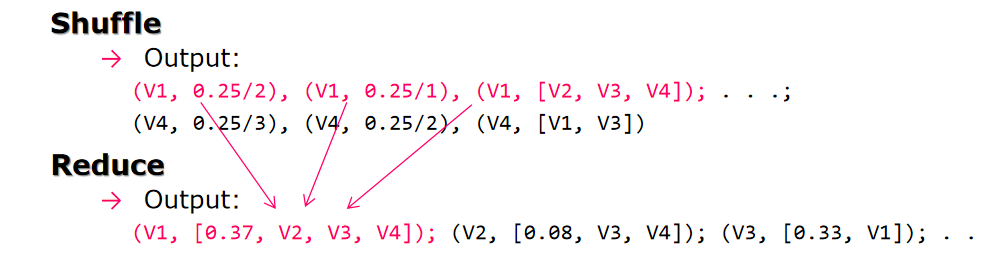 Shuffle
→ Output:
(V1, 0.25/2), (V1, 0.25/1), (V1, [V2, V3, V4]); . . .;
(V4, 0.25/3), (V4, 0.25/2), (V4, [V1, V3])
Reduce
→ Output:
(V1, [0.37, V2, V3, V4]); (V2, [0.08, V3, V4]); (V3, [0.33, V1]); . .